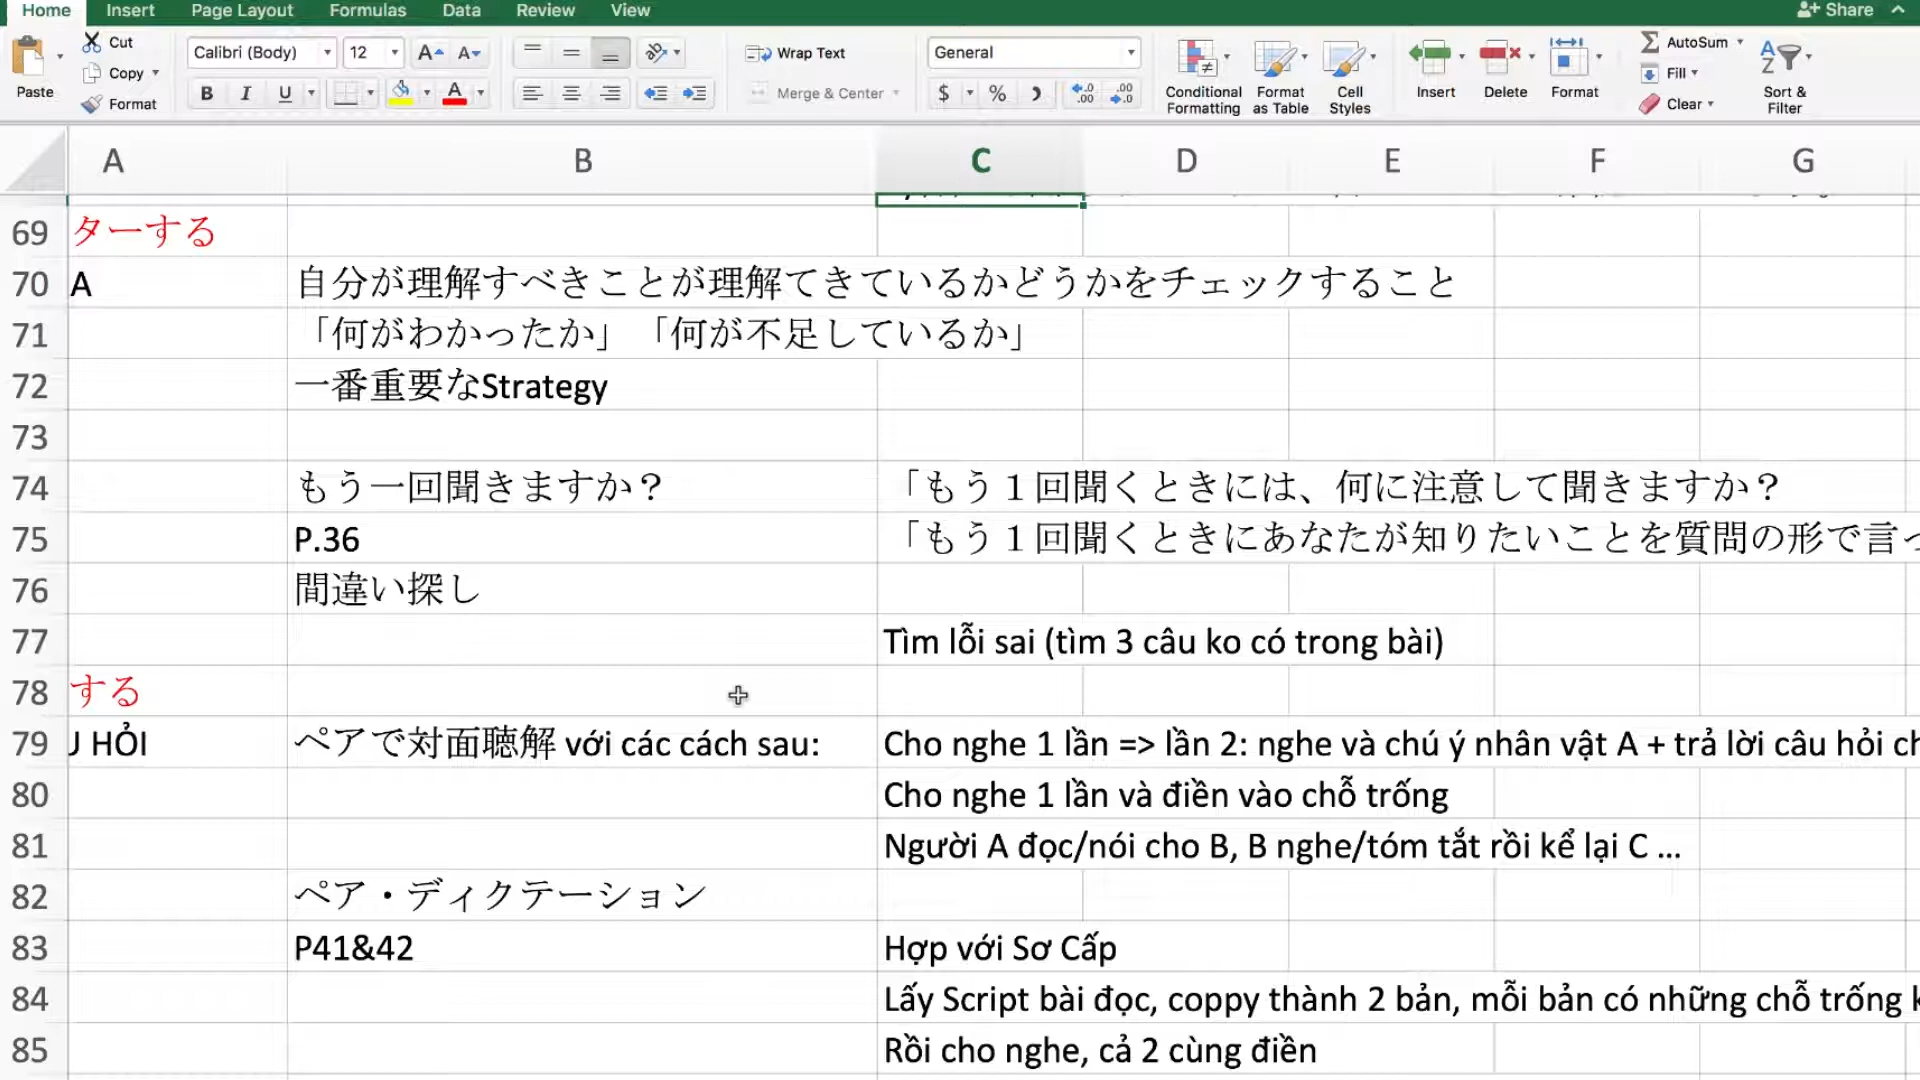 Home Insert Page Layout Formulas Data Review View Share
Cut Calibri (Body) 12 Wrap Text General AutoSum
Copy Fill
Paste Format B I U Merge & Center $ % Conditional Formatting Format as Table Cell Styles Insert Delete Format Clear Sort & Filter
A B C D E F G
69 ターする
70 A 自分が理解すべきことが理解てきているかどうかをチェックすること
71 「何がわかったか」「何が不足しているか」
72 一番重要なStrategy
73
74 もう一回聞きますか？ 「もう１回聞くときには、何に注意して聞きますか？
75 P.36 「もう１回聞くときにあなたが知りたいことを質問の形で言っ
76 間違い探し
77 Tìm lỗi sai (tìm 3 câu ko có trong bài)
78 する
79 U HỎI ペアで対面聴解 với các cách sau: Cho nghe 1 lần => lần 2: nghe và chú ý nhân vật A + trả lời câu hỏi ch
80 Cho nghe 1 lần và điền vào chỗ trống
81 Người A đọc/nói cho B, B nghe/tóm tắt rồi kể lại C ...
82 ペア・ディクテーション
83 P41&42 Hợp với Sơ Cấp
84 Lấy Script bài đọc, coppy thành 2 bản, mỗi bản có những chỗ trống k
85 Rồi cho nghe, cả 2 cùng điền